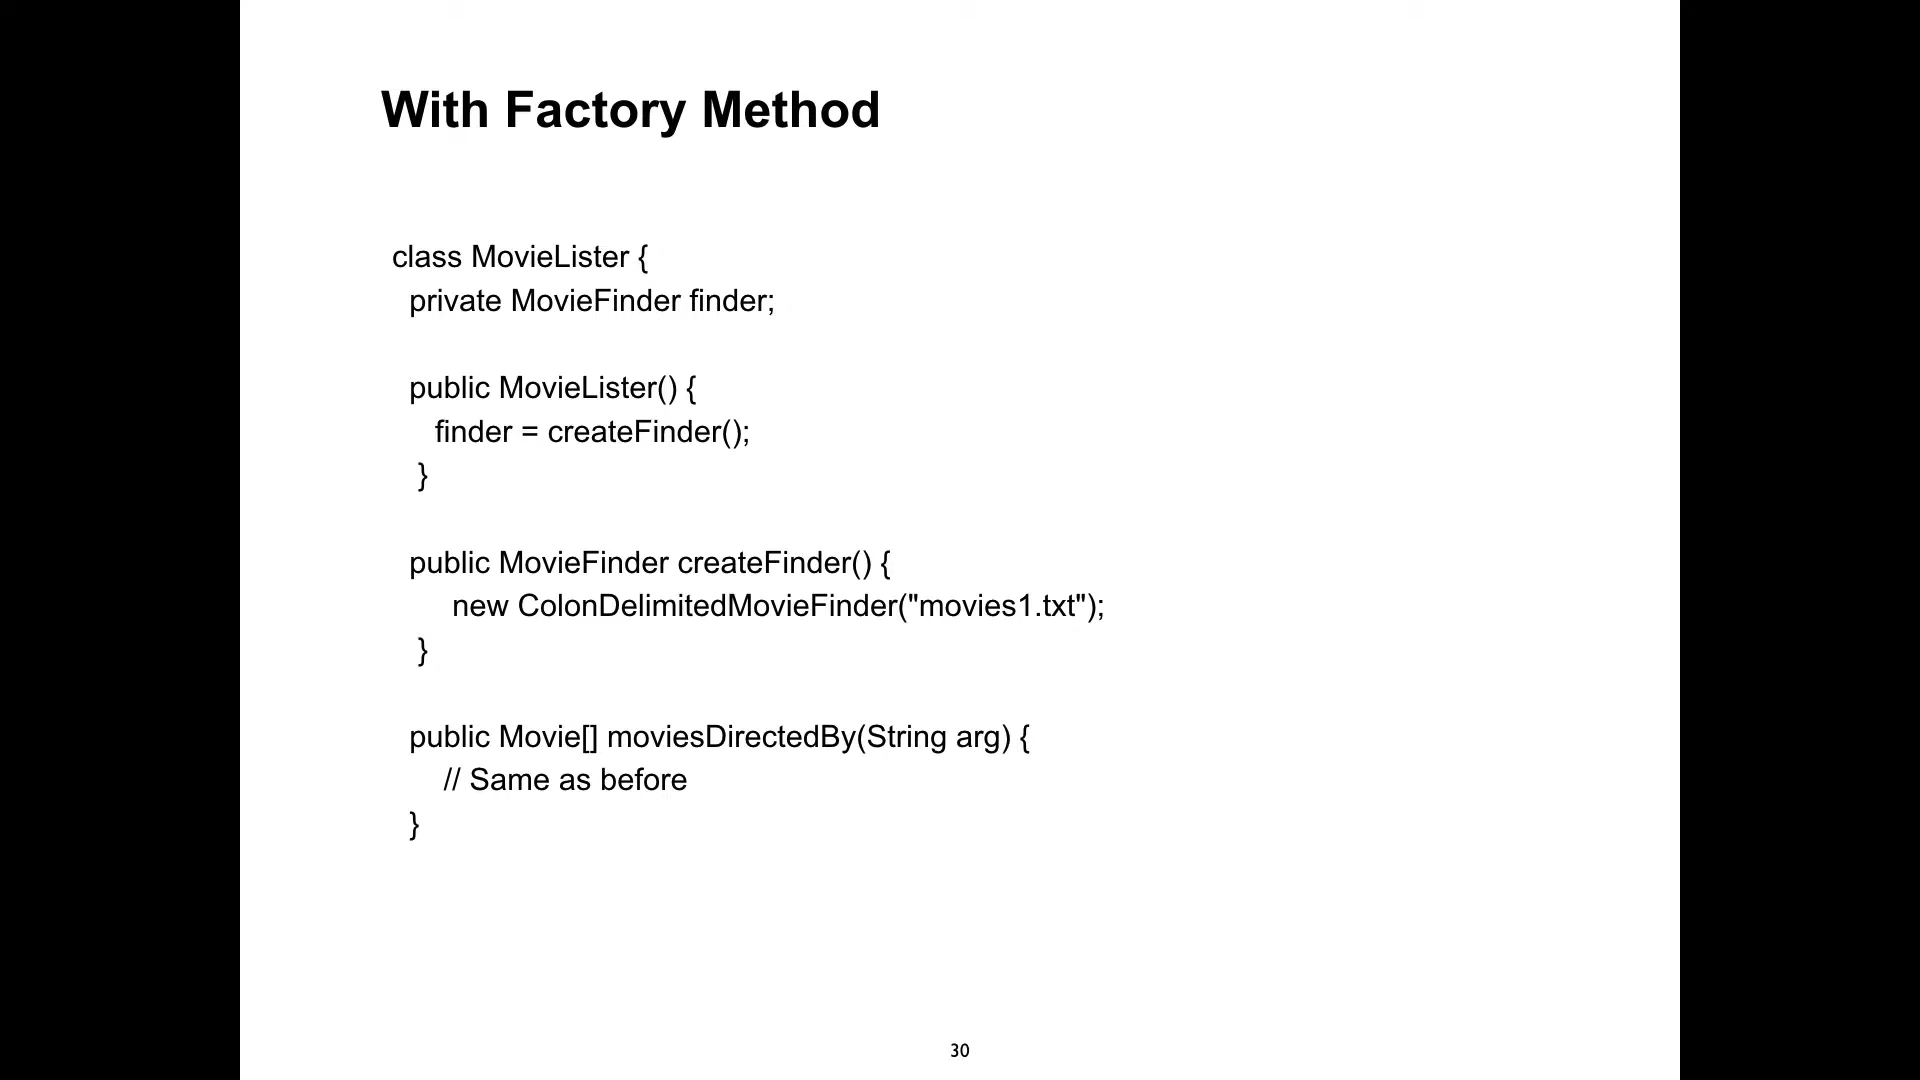 With Factory Method
class MovieLister {
private MovieFinder finder;
public MovieLister() {
finder = createFinder();
}
public MovieFinder createFinder() {
new ColonDelimitedMovieFinder("movies1.txt");
}
public Movie[] moviesDirectedBy(String arg) {
// Same as before
}
30